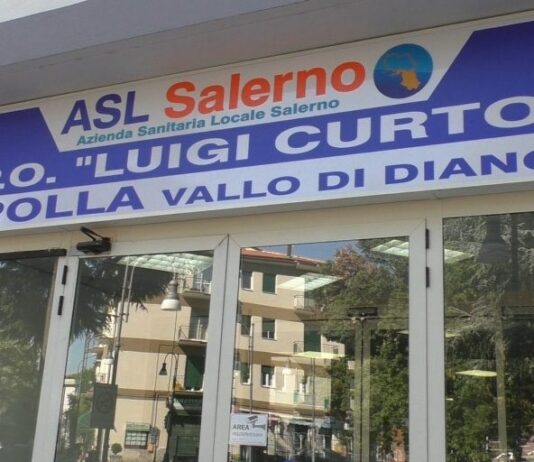 ASL Salerno
Azienda Sanitaria Locale Salerno
P.O. "LUIGI CURTO
POLLA VALLO DI DIANO
AREA